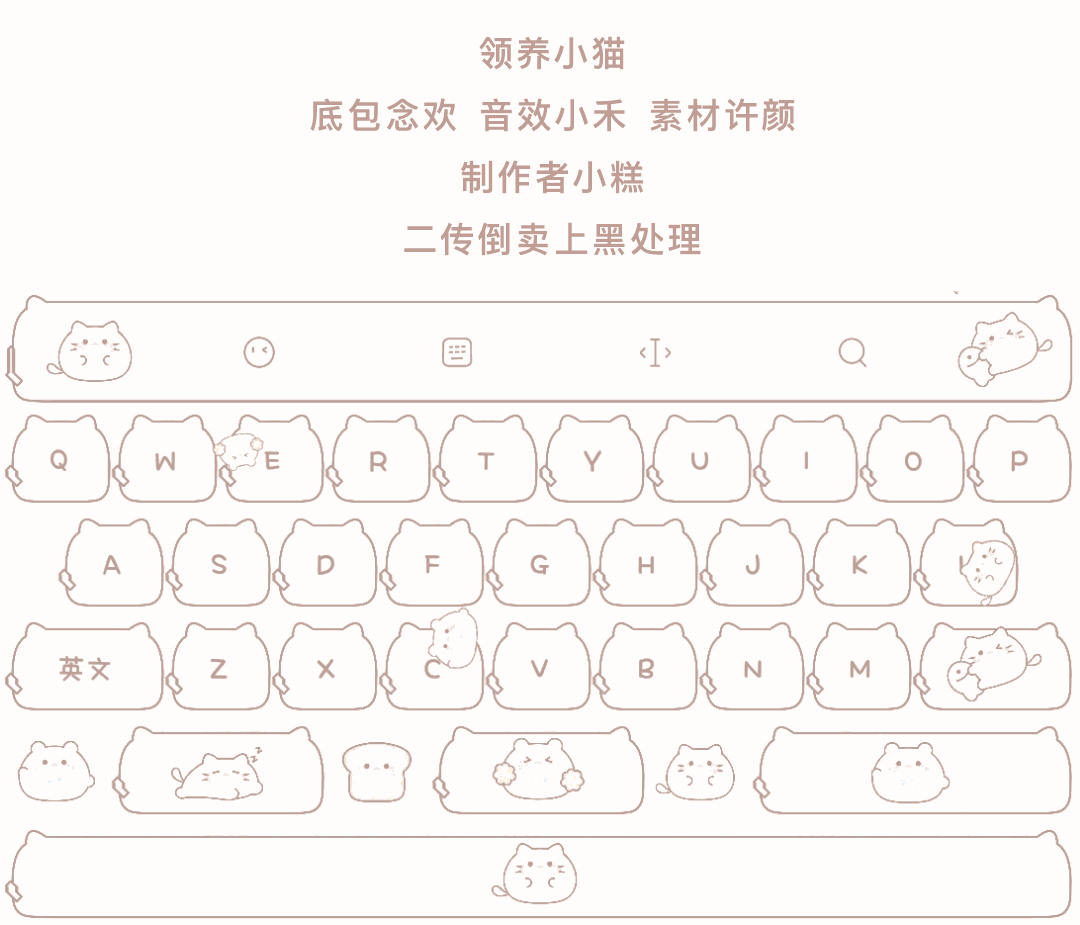 领养小猫
底包念欢 音效小禾 素材许颜
制作者小糕
二传倒卖上黑处理
Q W E R T Y U I O P
A S D F G H J K
英文 Z X C V B N M